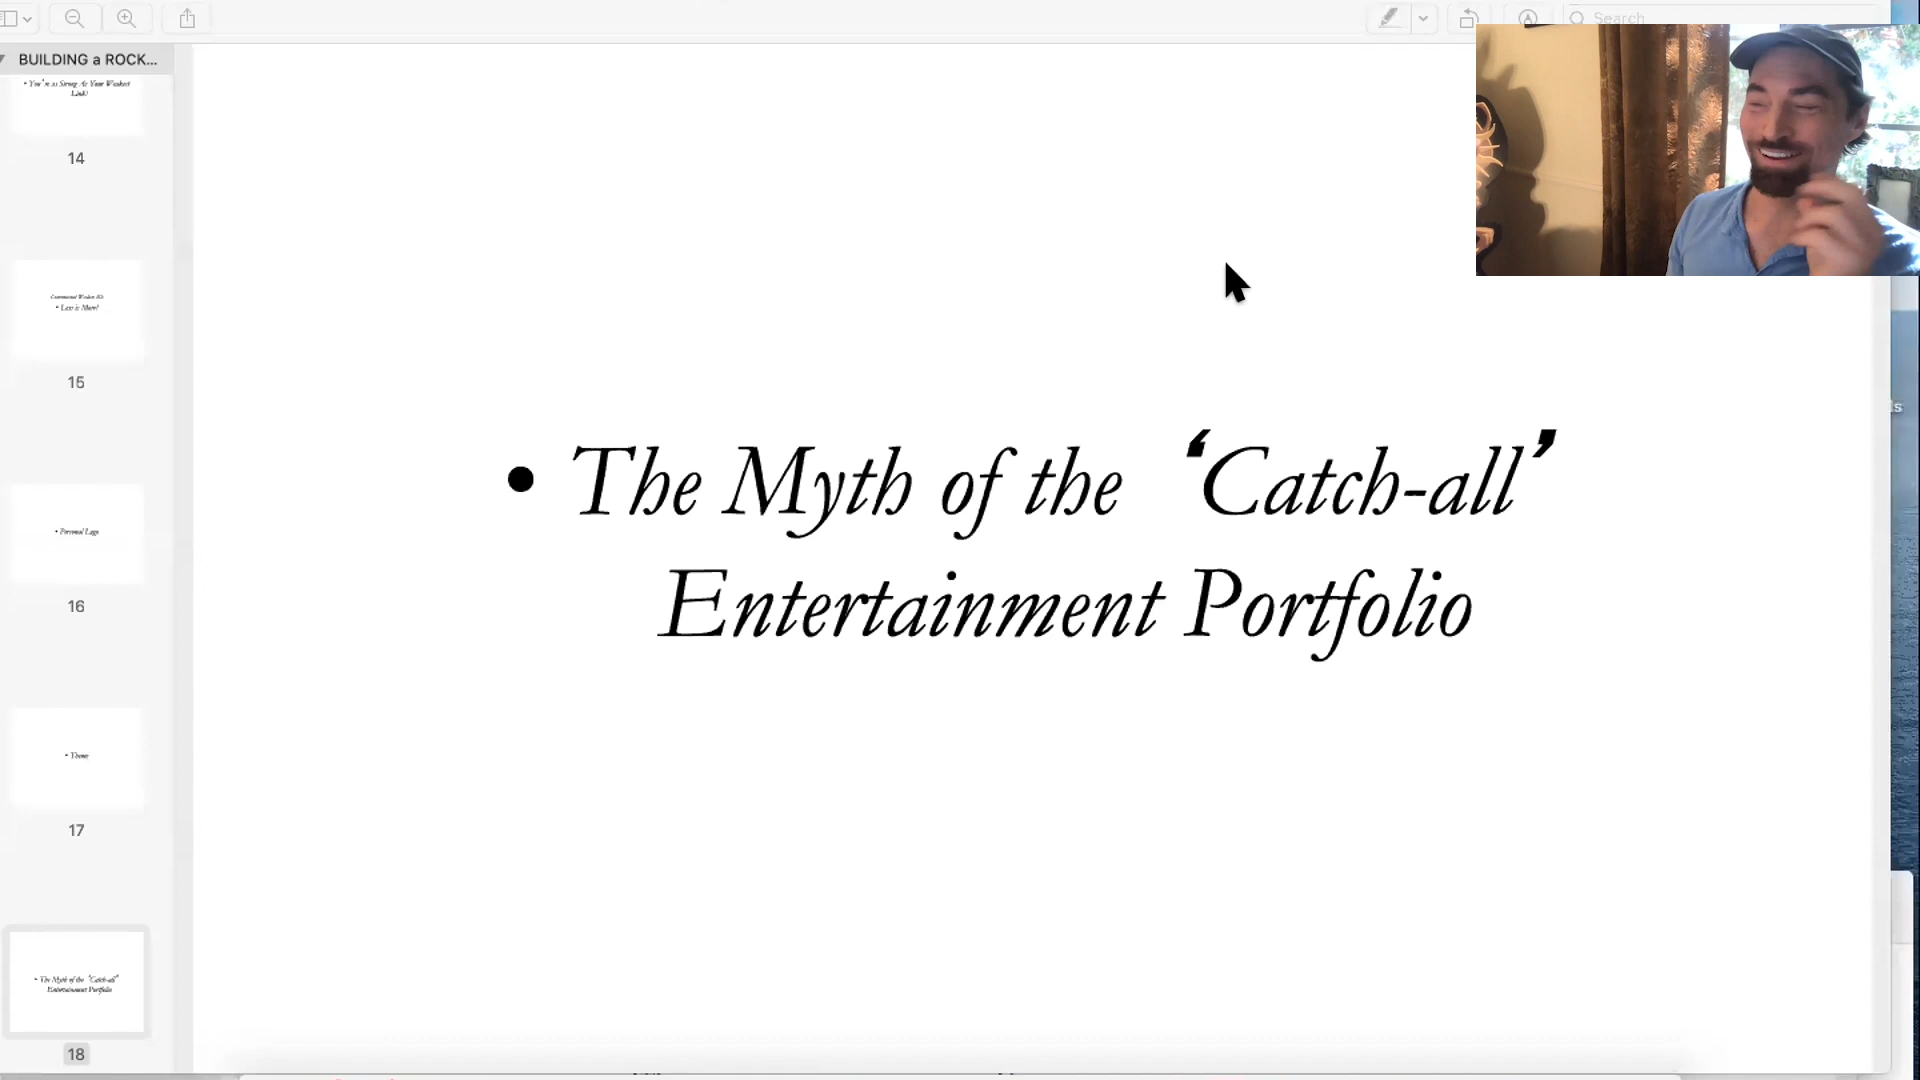 Search
BUILDING a ROCK...
• You're as Strong As Your Weakest
Link!
14
• Less is More!
15
• Personal Logo
16
• Theme
17
• The Myth of the ‘Catch-all’
Entertainment Portfolio
18
• The Myth of the ‘Catch-all’
Entertainment Portfolio